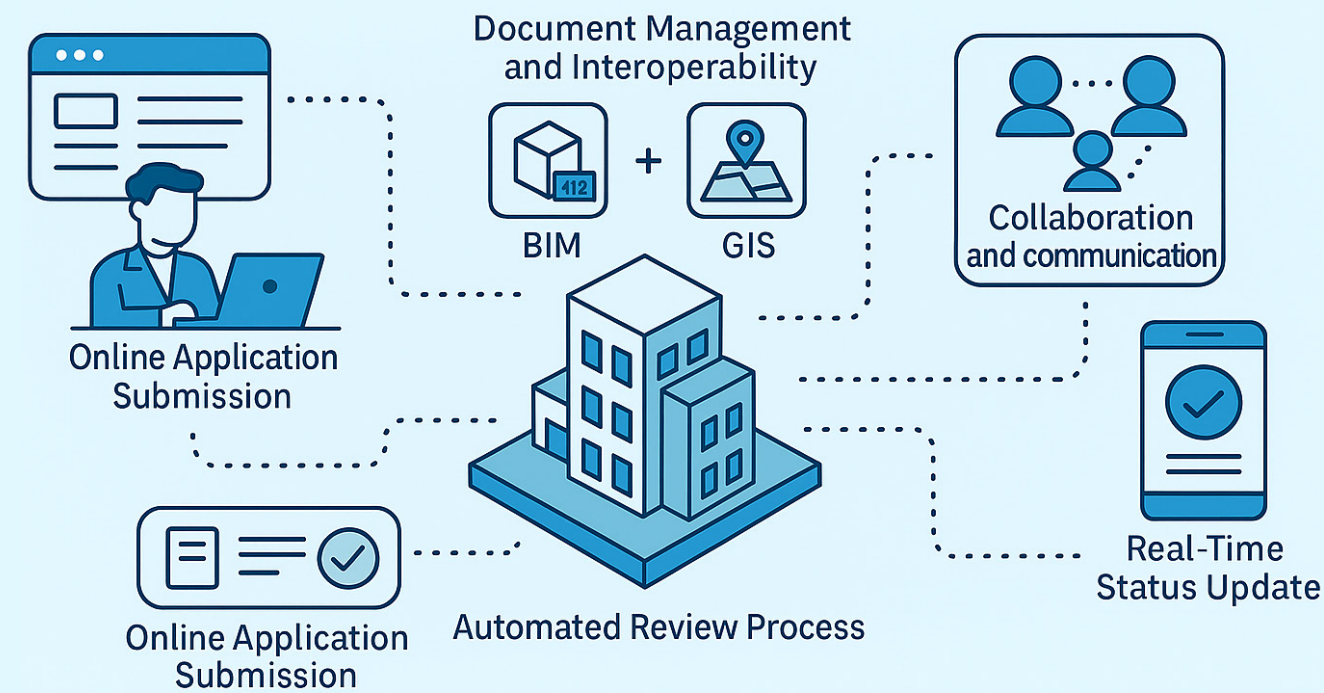 Document Management
and Interoperability
412
BIM
+
GIS
Collaboration
and communication
Online Application
Submission
Real-Time
Status Update
Online Application
Submission
Automated Review Process